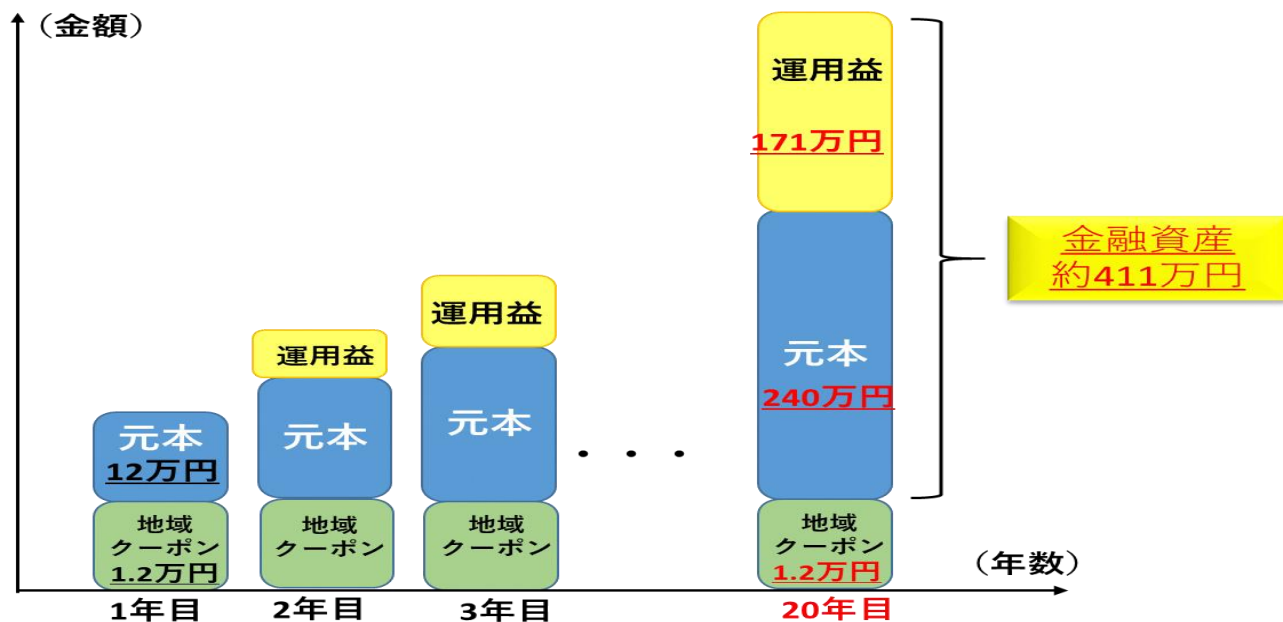 (金額)
運用益
171万円
金融資産
約411万円
運用益
運用益
元本
240万円
元本
12万円
元本
元本
・・・
地域
クーポン
1.2万円
地域
クーポン
地域
クーポン
地域
クーポン
1.2万円
(年数)
1年目
2年目
3年目
20年目